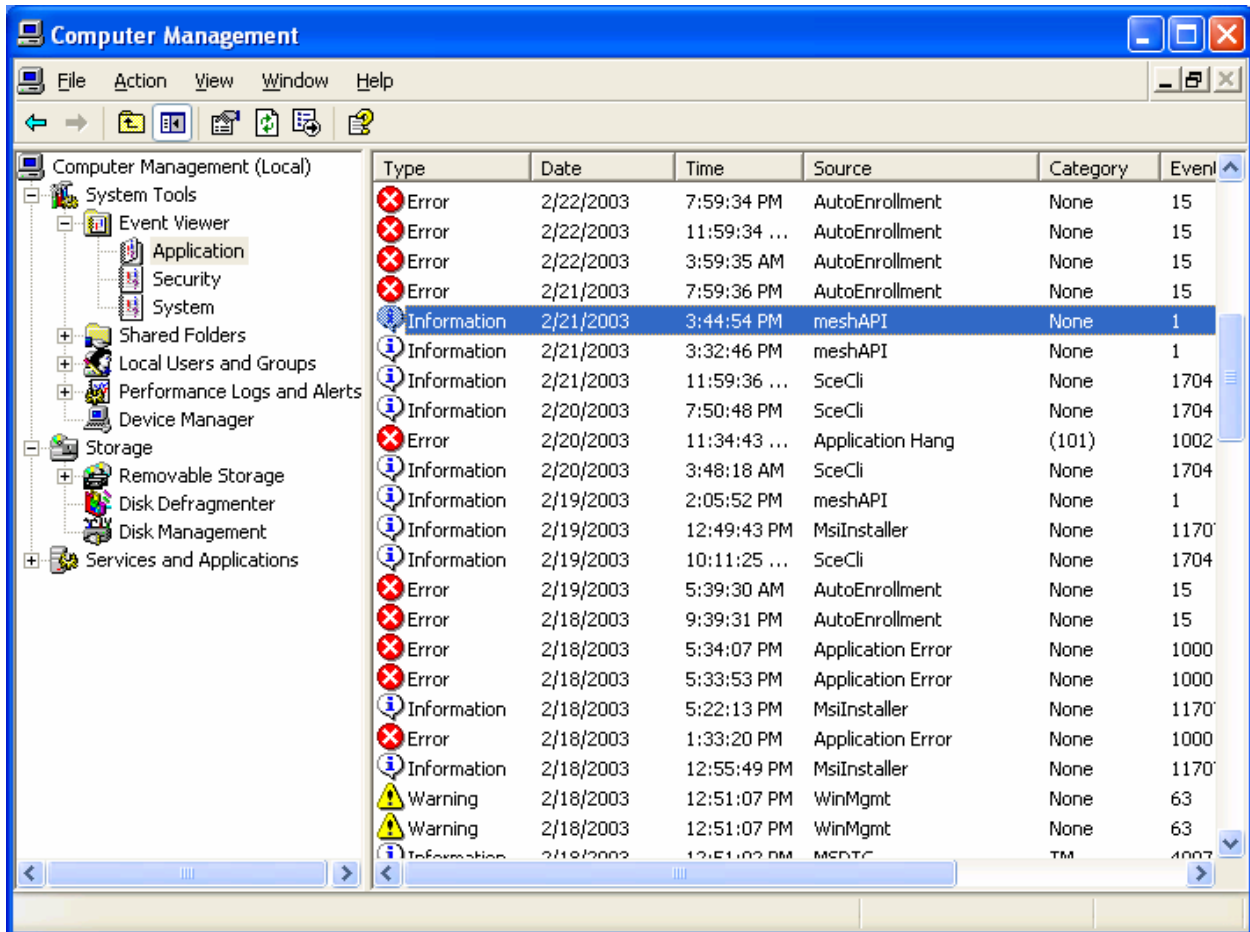 Computer Management
File Action View Window Help
Computer Management (Local)
System Tools
Event Viewer
Application
Security
System
Shared Folders
Local Users and Groups
Performance Logs and Alerts
Device Manager
Storage
Removable Storage
Disk Defragmenter
Disk Management
Services and Applications
Type Date Time Source Category Event
Error 2/22/2003 7:59:34 PM AutoEnrollment None 15
Error 2/22/2003 11:59:34 ... AutoEnrollment None 15
Error 2/22/2003 3:59:35 AM AutoEnrollment None 15
Error 2/21/2003 7:59:36 PM AutoEnrollment None 15
Information 2/21/2003 3:44:54 PM meshAPI None 1
Information 2/21/2003 3:32:46 PM meshAPI None 1
Information 2/21/2003 11:59:36 ... SceCli None 1704
Information 2/20/2003 7:50:48 PM SceCli None 1704
Error 2/20/2003 11:34:43 ... Application Hang (101) 1002
Information 2/20/2003 3:48:18 AM SceCli None 1704
Information 2/19/2003 2:05:52 PM meshAPI None 1
Information 2/19/2003 12:49:43 PM MsiInstaller None 1170
Information 2/19/2003 10:11:25 ... SceCli None 1704
Error 2/19/2003 5:39:30 AM AutoEnrollment None 15
Error 2/18/2003 9:39:31 PM AutoEnrollment None 15
Error 2/18/2003 5:34:07 PM Application Error None 1000
Error 2/18/2003 5:33:53 PM Application Error None 1000
Information 2/18/2003 5:22:13 PM MsiInstaller None 1170
Error 2/18/2003 1:33:20 PM Application Error None 1000
Information 2/18/2003 12:55:49 PM MsiInstaller None 1170
Warning 2/18/2003 12:51:07 PM WinMgmt None 63
Warning 2/18/2003 12:51:07 PM WinMgmt None 63
Information 2/18/2003 12:51:02 PM MSDTC TM